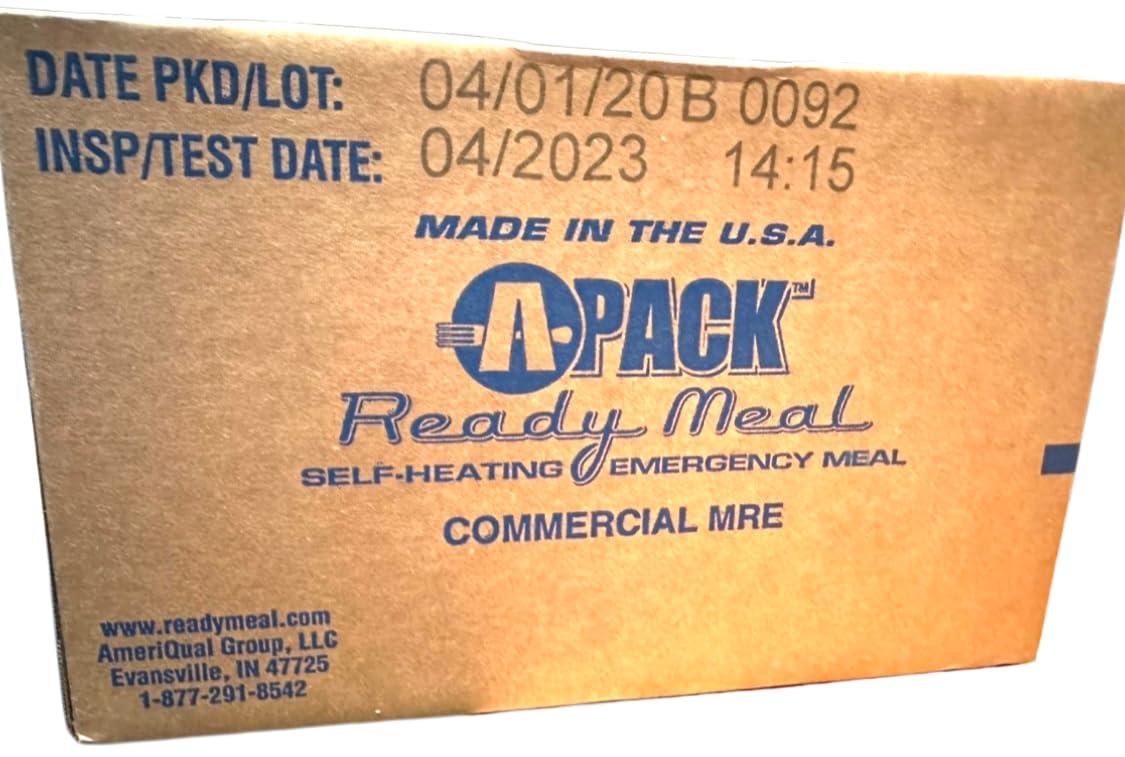 DATE PKD/LOT: 04/01/20 B 0092
INSP/TEST DATE: 04/2023 14:15
MADE IN THE U.S.A.
APACK™
Ready Meal
SELF-HEATING EMERGENCY MEAL
COMMERCIAL MRE
www.readymeal.com
AmeriQual Group, LLC
Evansville, IN 47725
1-877-291-8542